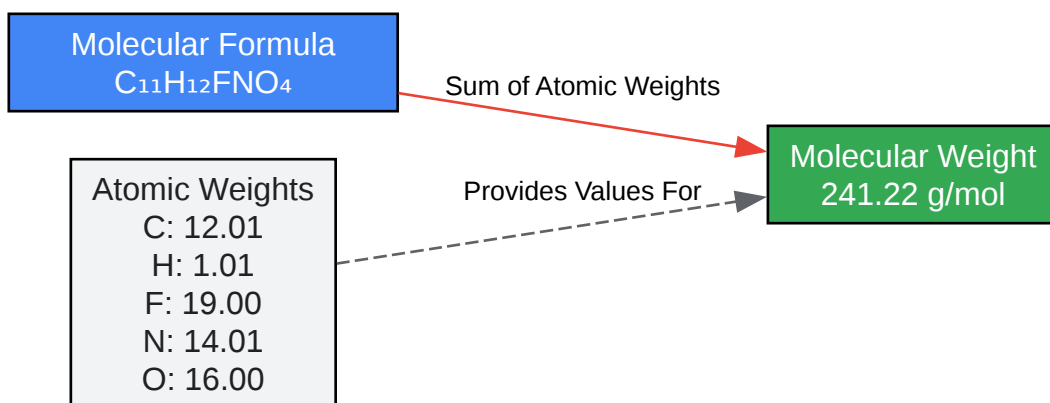 Molecular Formula
C₁₁H₁₂FNO₄
Sum of Atomic Weights
Molecular Weight
241.22 g/mol
Provides Values For
Atomic Weights
C: 12.01
H: 1.01
F: 19.00
N: 14.01
O: 16.00